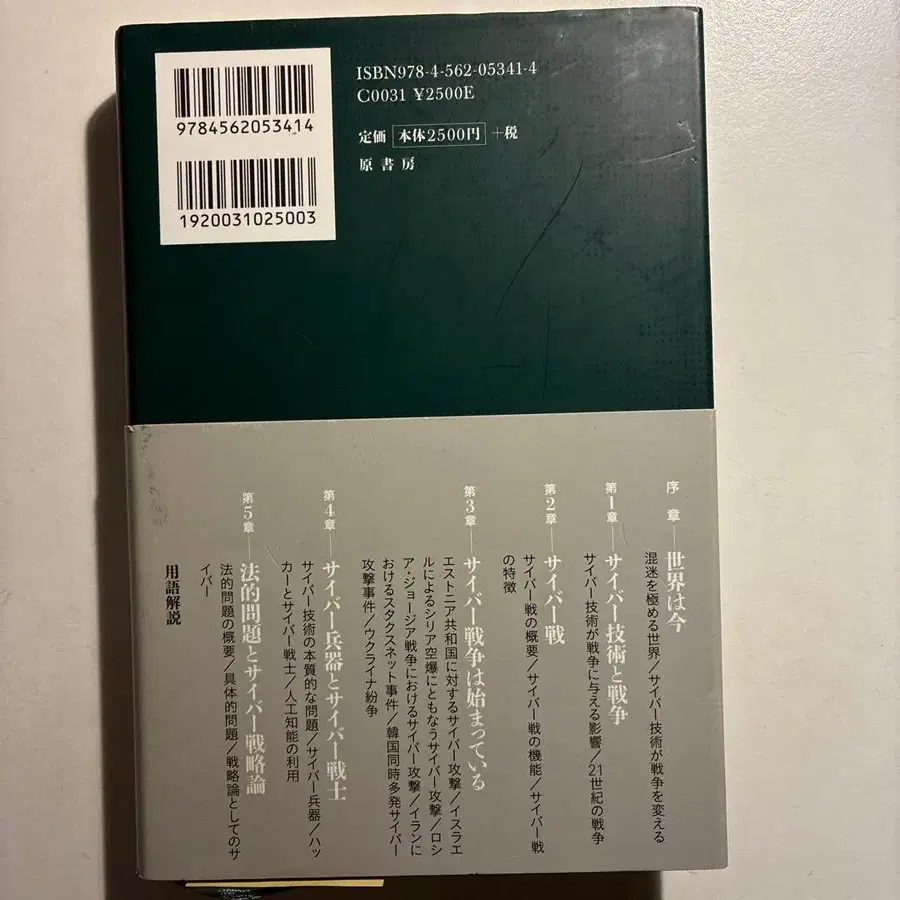 ISBN978-4-562-05341-4
C0031 ¥2500E
定価 本体2500円 +税
原書房
9784562053414
1920031025003
序 章──世界は今
混迷を極める世界/サイバー技術が戦争を変える
第1章──サイバー技術と戦争
サイバー技術が戦争に与える影響/21世紀の戦争
第2章──サイバー戦
サイバー戦の概要/サイバー戦の機能/サイバー戦
の特徴
第3章──サイバー戦争は始まっている
エストニア共和国に対するサイバー攻撃/イスラエ
ルによるシリア空爆にともなうサイバー攻撃/ロシ
ア・ジョージア戦争におけるサイバー攻撃/イランに
おけるスタクスネット事件/韓国同時多発サイバー
攻撃事件/ウクライナ紛争
第4章──サイバー兵器とサイバー戦士
サイバー技術の本質的な問題/サイバー兵器/ハッ
カーとサイバー戦士/人工知能の利用
第5章──法的問題とサイバー戦略論
法的問題の概要/具体的問題/戦略論としてのサ
イバー
用語解説